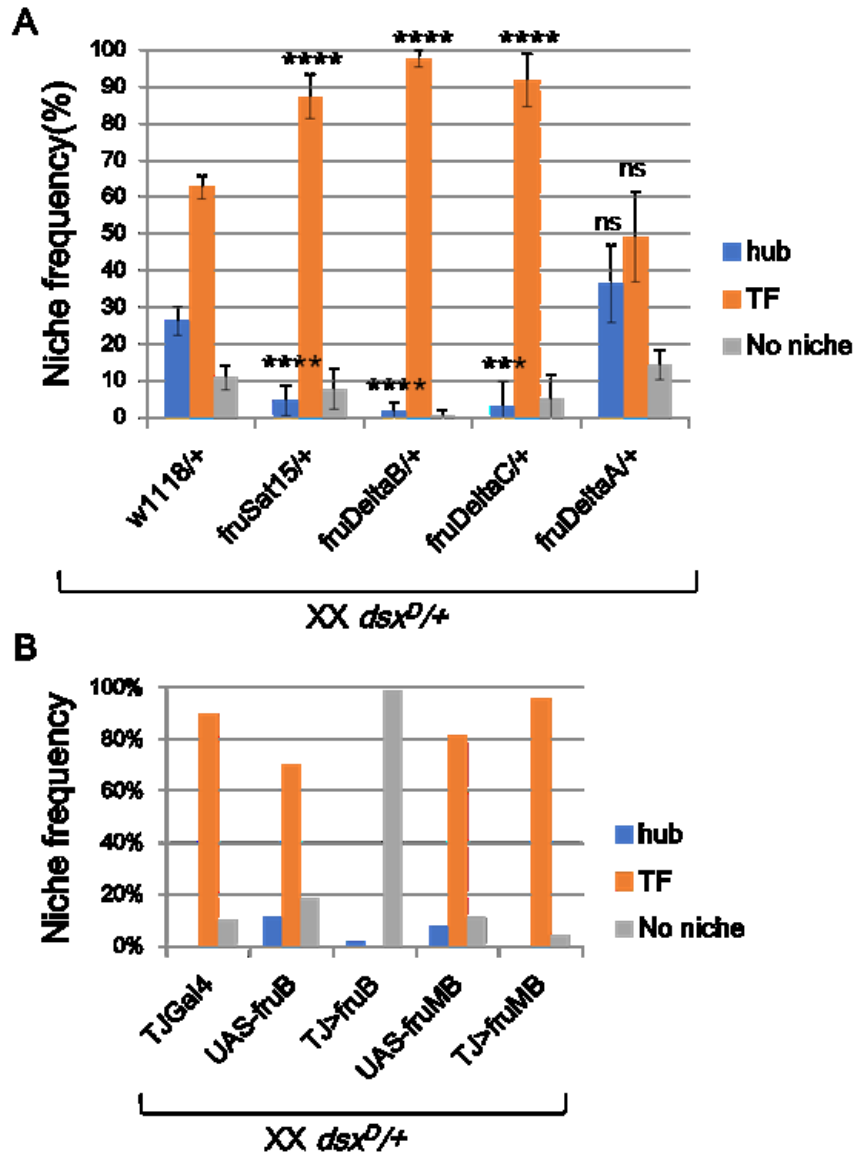 A
Niche frequency(%)
100
90
80
70
60
50
40
30
20
10
0
****
****
****
ns
ns
****
****
***
hub
TF
No niche
w1118/+
fruSat15/+
fruDeltaB/+
fruDeltaC/+
fruDeltaA/+
XX dsxᴰ/+
B
Niche frequency
100%
80%
60%
40%
20%
0%
hub
TF
No niche
TJGal4
UAS-fruB
TJ>fruB
UAS-fruMB
TJ>fruMB
XX dsxᴰ/+